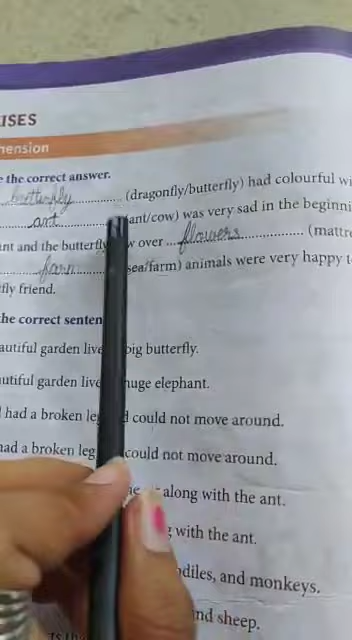 ISES
hension
e the correct answer.
butterfly (dragonfly/butterfly) had colourful wi
ant (ant/cow) was very sad in the beginni
nt and the butterfly w over flowers (mattre
farm sea/farm) animals were very happy t
fly friend.
he correct senten
autiful garden live big butterfly.
utiful garden live huge elephant.
had a broken leg d could not move around.
had a broken leg could not move around.
along with the ant.
g with the ant.
diles, and monkeys.
nd sheep.